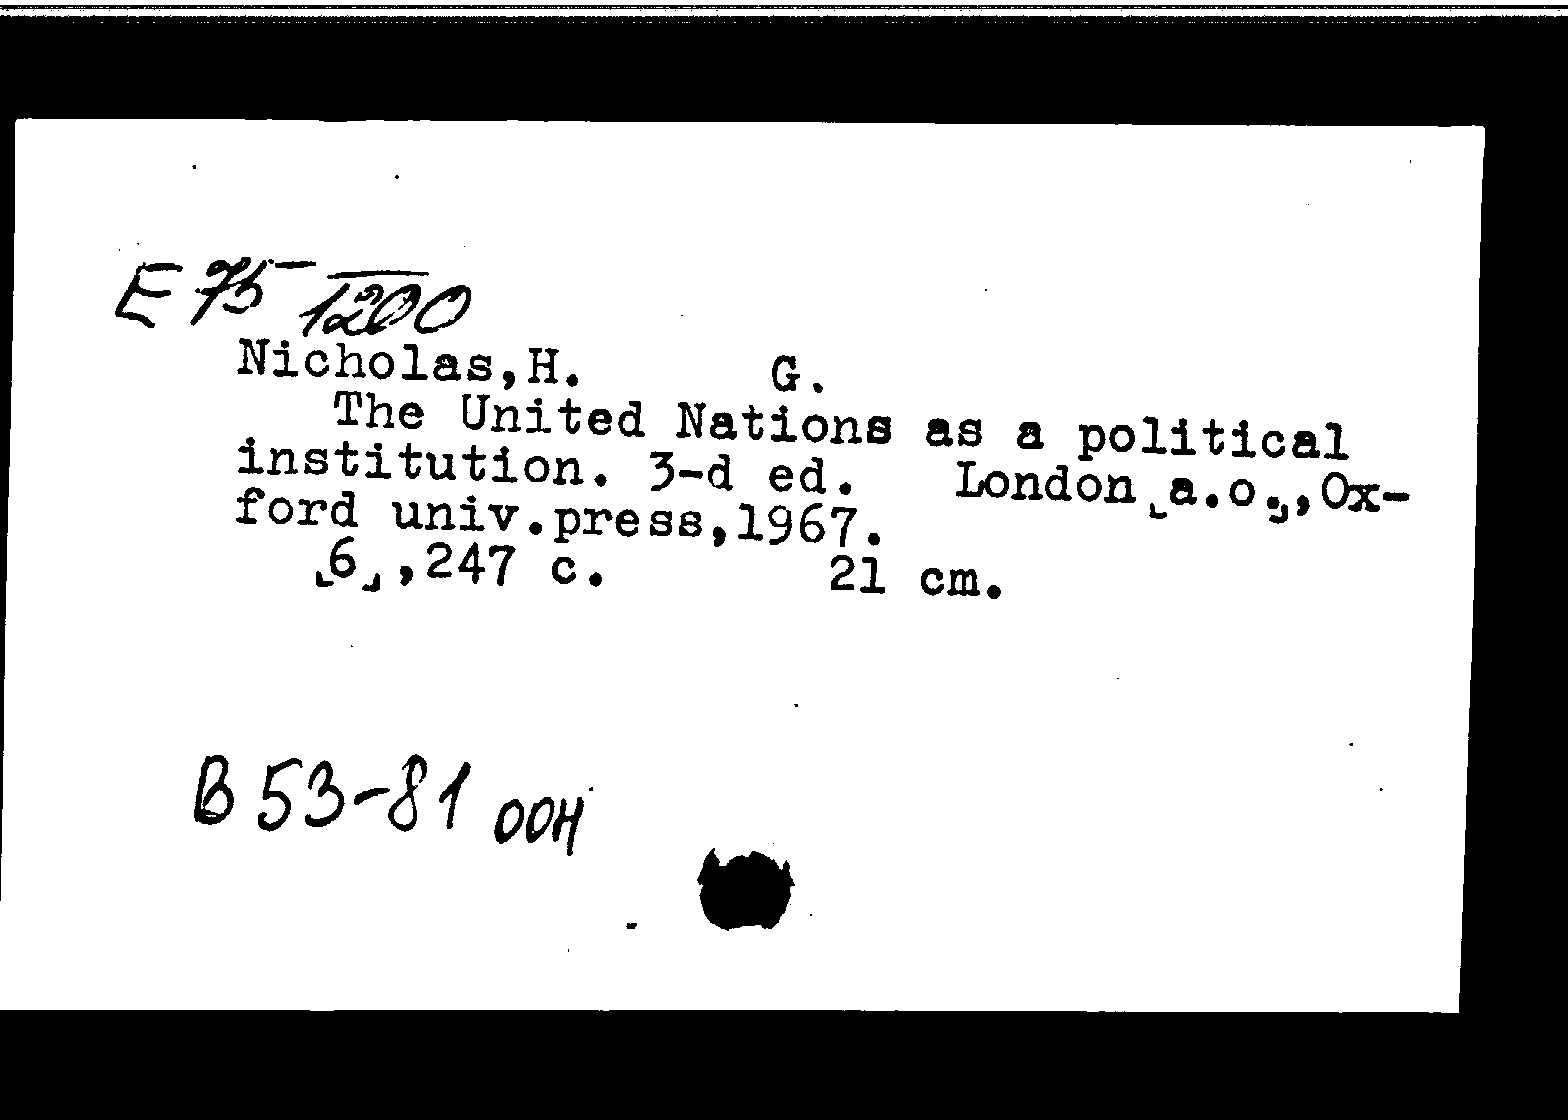 E 75-1200
Nicholas,H. G.
The United Nations as a political
institution. 3-d ed. London [a.o.],Ox-
ford univ.press,1967.
[6],247 c. 21 cm.
B 53-81 ООН